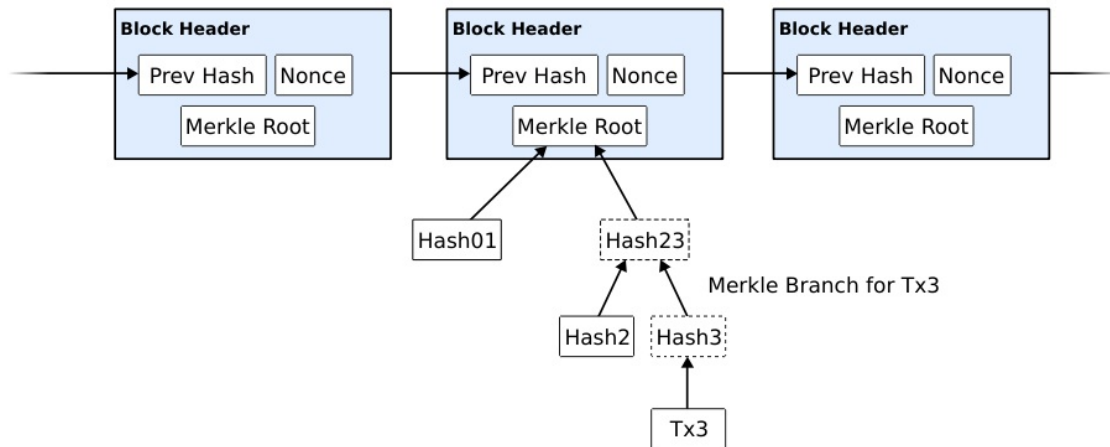 Block Header
Prev Hash
Nonce
Merkle Root
Block Header
Prev Hash
Nonce
Merkle Root
Block Header
Prev Hash
Nonce
Merkle Root
Hash01
Hash23
Merkle Branch for Tx3
Hash2
Hash3
Tx3